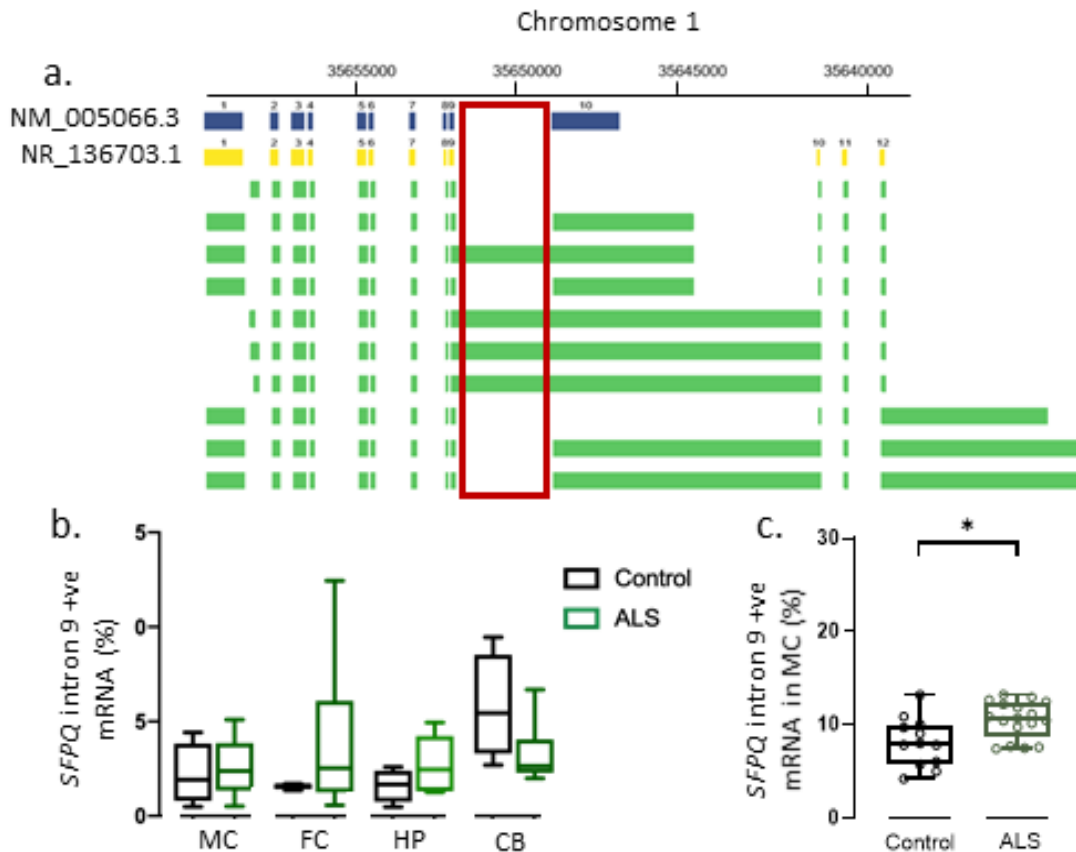 Chromosome 1
a.
35655000 35650000 35645000 35640000
NM_005066.3
1 2 3 4 5 6 7 8 9 10
NR_136703.1
1 2 3 4 5 6 7 8 9 10 11 12
b.
SFPQ intron 9 +ve
mRNA (%)
5
0
5
0
MC FC HP CB
Control
ALS
c.
SFPQ intron 9 +ve
mRNA in MC (%)
30
20
10
0
*
Control ALS